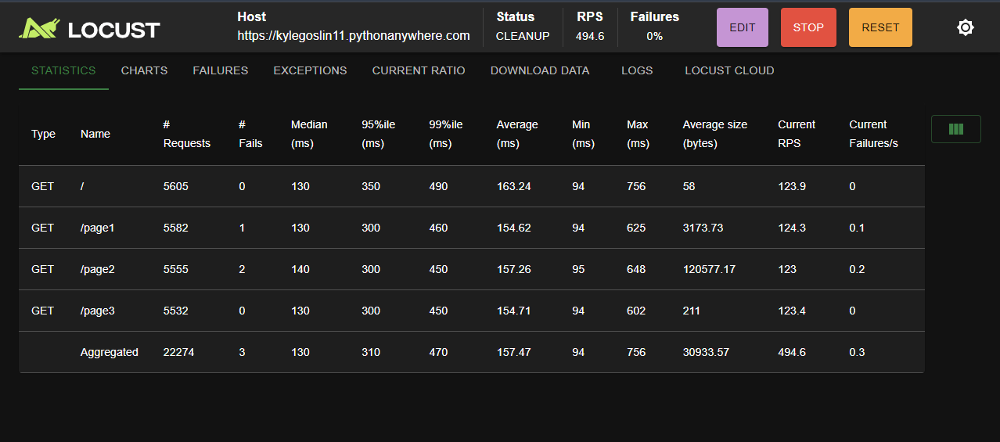 LOCUST
Host
https://kylegoslin11.pythonanywhere.com
Status
CLEANUP
RPS
494.6
Failures
0%
EDIT
STOP
RESET
STATISTICS CHARTS FAILURES EXCEPTIONS CURRENT RATIO DOWNLOAD DATA LOGS LOCUST CLOUD
Type Name # Requests # Fails Median (ms) 95%ile (ms) 99%ile (ms) Average (ms) Min (ms) Max (ms) Average size (bytes) Current RPS Current Failures/s
GET / 5605 0 130 350 490 163.24 94 756 58 123.9 0
GET /page1 5582 1 130 300 460 154.62 94 625 3173.73 124.3 0.1
GET /page2 5555 2 140 300 450 157.26 95 648 120577.17 123 0.2
GET /page3 5532 0 130 300 450 154.71 94 602 211 123.4 0
Aggregated 22274 3 130 310 470 157.47 94 756 30933.57 494.6 0.3